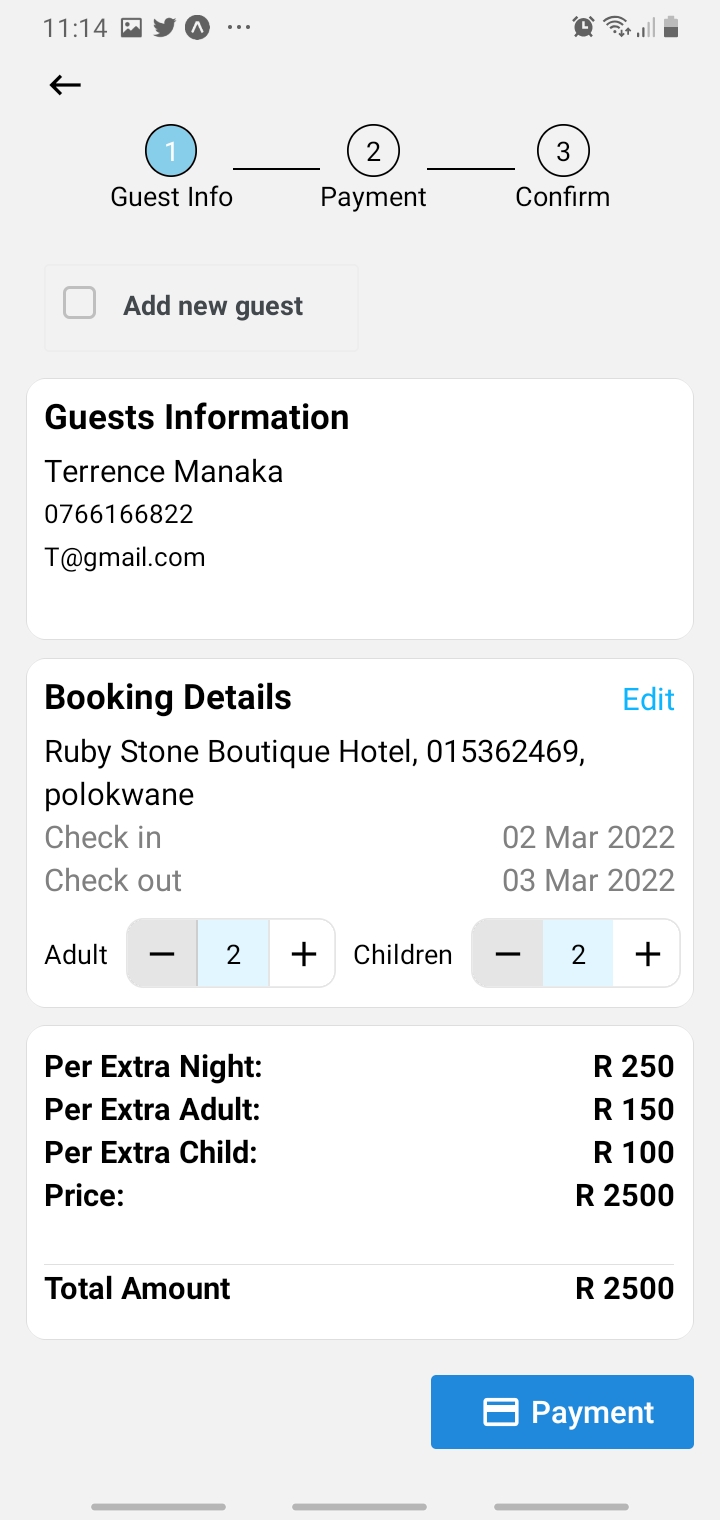 11:14
1 2 3
Guest Info Payment Confirm
Add new guest
Guests Information
Terrence Manaka
0766166822
T@gmail.com
Booking Details Edit
Ruby Stone Boutique Hotel, 015362469,
polokwane
Check in 02 Mar 2022
Check out 03 Mar 2022
Adult − 2 + Children − 2 +
Per Extra Night: R 250
Per Extra Adult: R 150
Per Extra Child: R 100
Price: R 2500
Total Amount R 2500
Payment